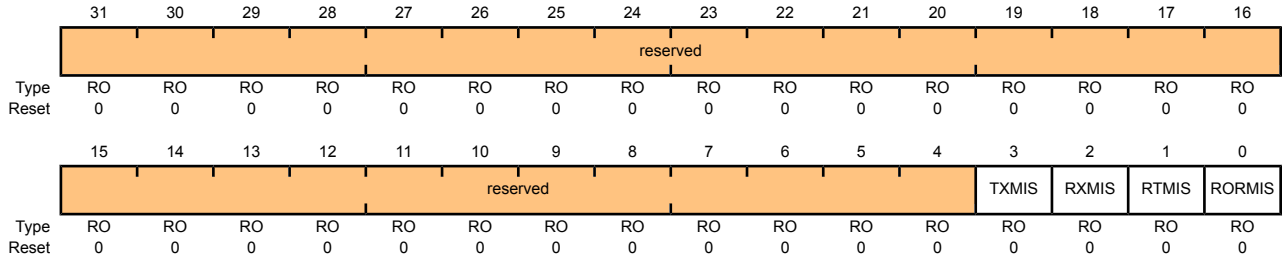 31 30 29 28 27 26 25 24 23 22 21 20 19 18 17 16
reserved
Type RO RO RO RO RO RO RO RO RO RO RO RO RO RO RO RO
Reset 0 0 0 0 0 0 0 0 0 0 0 0 0 0 0 0
15 14 13 12 11 10 9 8 7 6 5 4 3 2 1 0
reserved TXMIS RXMIS RTMIS RORMIS
Type RO RO RO RO RO RO RO RO RO RO RO RO RO RO RO RO
Reset 0 0 0 0 0 0 0 0 0 0 0 0 0 0 0 0